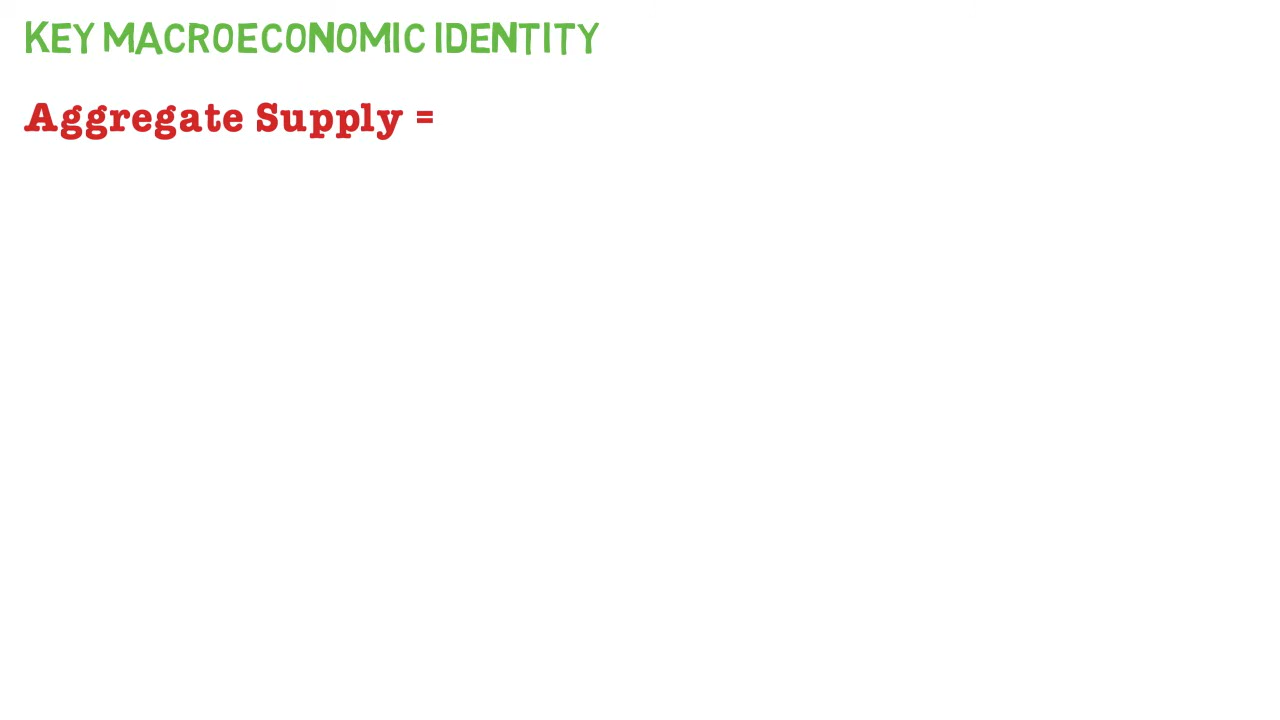 KEY MACROECONOMIC IDENTITY
Aggregate Supply =